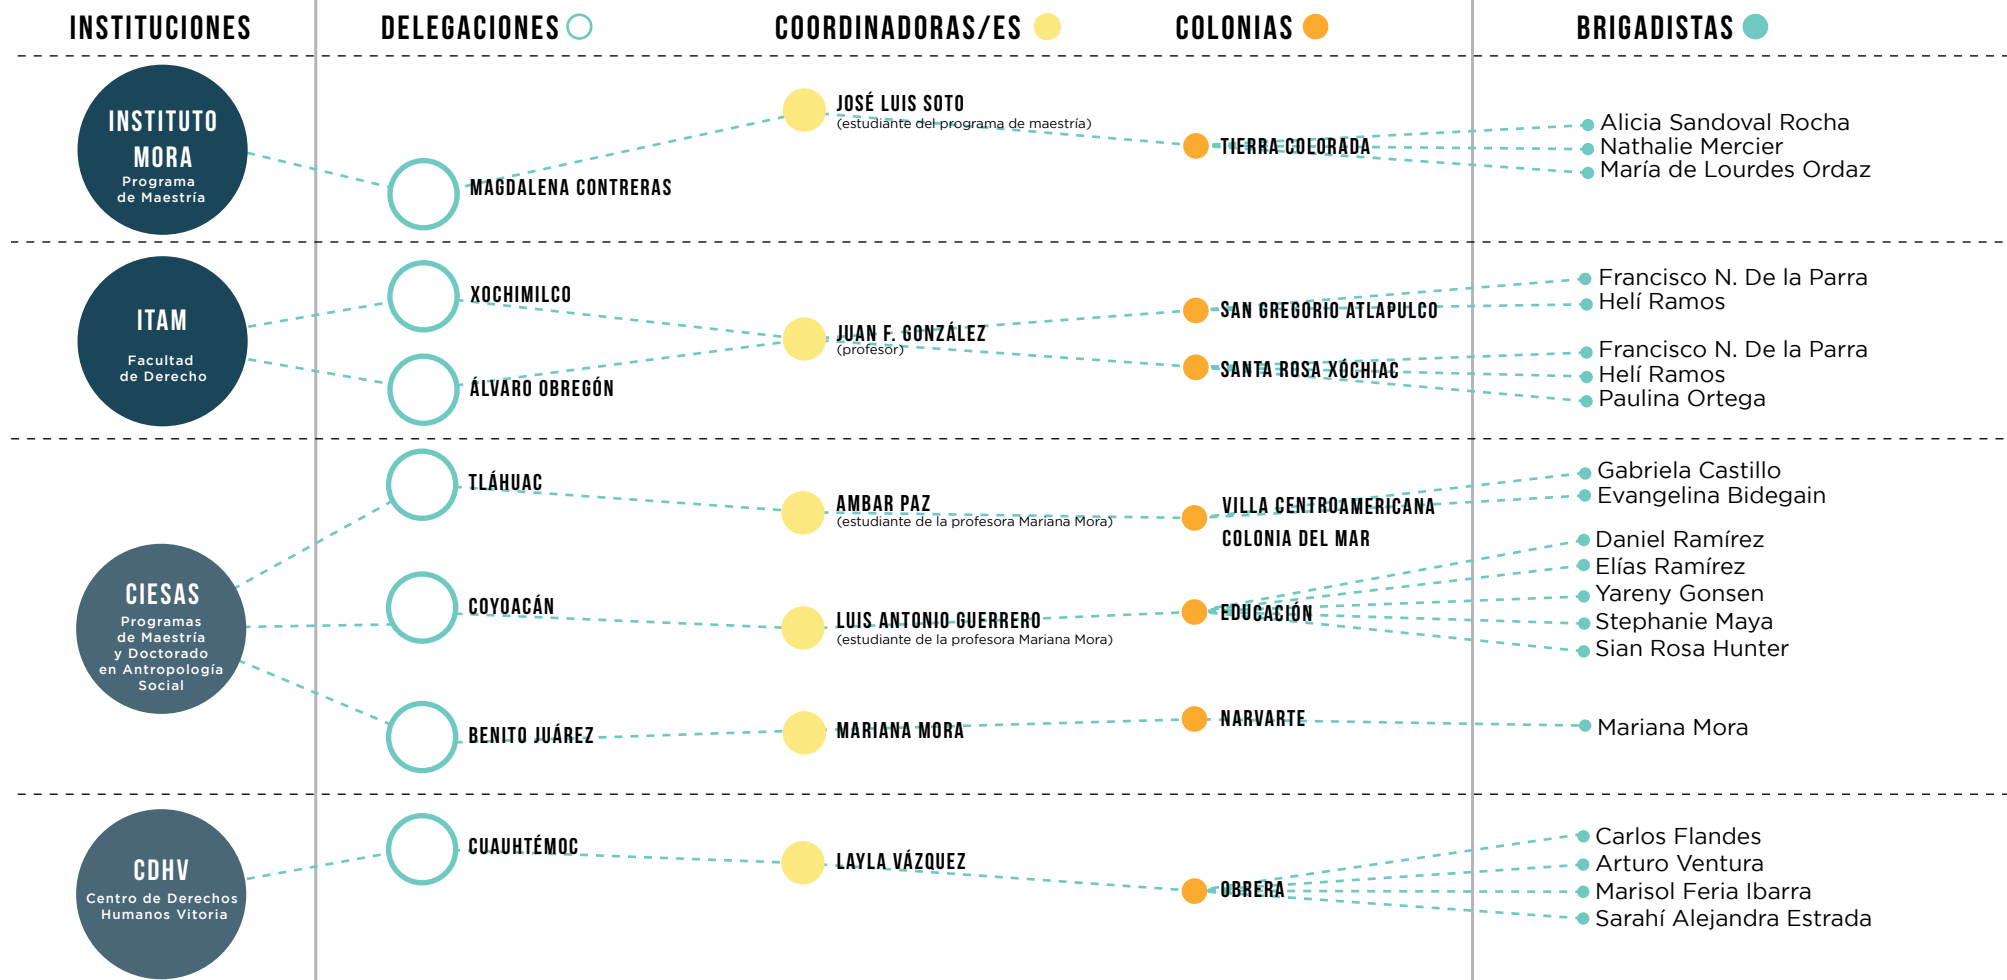 INSTITUCIONES
DELEGACIONES
COORDINADORAS/ES
COLONIAS
BRIGADISTAS
INSTITUTO
MORA
Programa
de Maestría
MAGDALENA CONTRERAS
JOSÉ LUIS SOTO
(estudiante del programa de maestría)
TIERRA COLORADA
Alicia Sandoval Rocha
Nathalie Mercier
María de Lourdes Ordaz
ITAM
Facultad
de Derecho
XOCHIMILCO
ÁLVARO OBREGÓN
JUAN F. GONZÁLEZ
(profesor)
SAN GREGORIO ATLAPULCO
SANTA ROSA XÓCHIAC
Francisco N. De la Parra
Helí Ramos
Francisco N. De la Parra
Helí Ramos
Paulina Ortega
CIESAS
Programas
de Maestría
y Doctorado
en Antropología
Social
TLÁHUAC
AMBAR PAZ
(estudiante de la profesora Mariana Mora)
VILLA CENTROAMERICANA
COLONIA DEL MAR
Gabriela Castillo
Evangelina Bidegain
COYOACÁN
LUIS ANTONIO GUERRERO
(estudiante de la profesora Mariana Mora)
EDUCACIÓN
Daniel Ramírez
Elías Ramírez
Yareny Gonsen
Stephanie Maya
Sian Rosa Hunter
BENITO JUÁREZ
MARIANA MORA
NARVARTE
Mariana Mora
CDHV
Centro de Derechos
Humanos Vitoria
CUAUHTÉMOC
LAYLA VÁZQUEZ
OBRERA
Carlos Flandes
Arturo Ventura
Marisol Feria Ibarra
Sarahí Alejandra Estrada